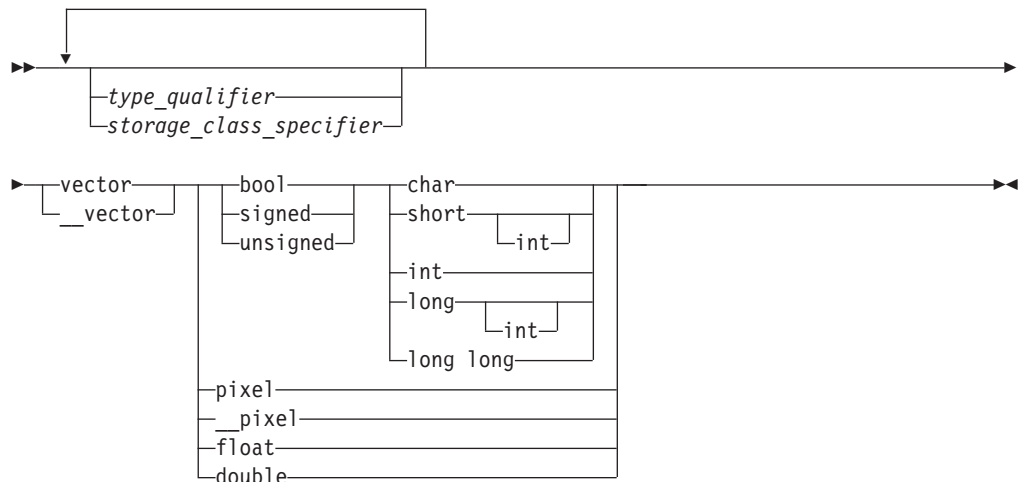 type_qualifier
storage_class_specifier
vector bool char
__vector signed short
unsigned int
int
long
int
long long
pixel
__pixel
float
double